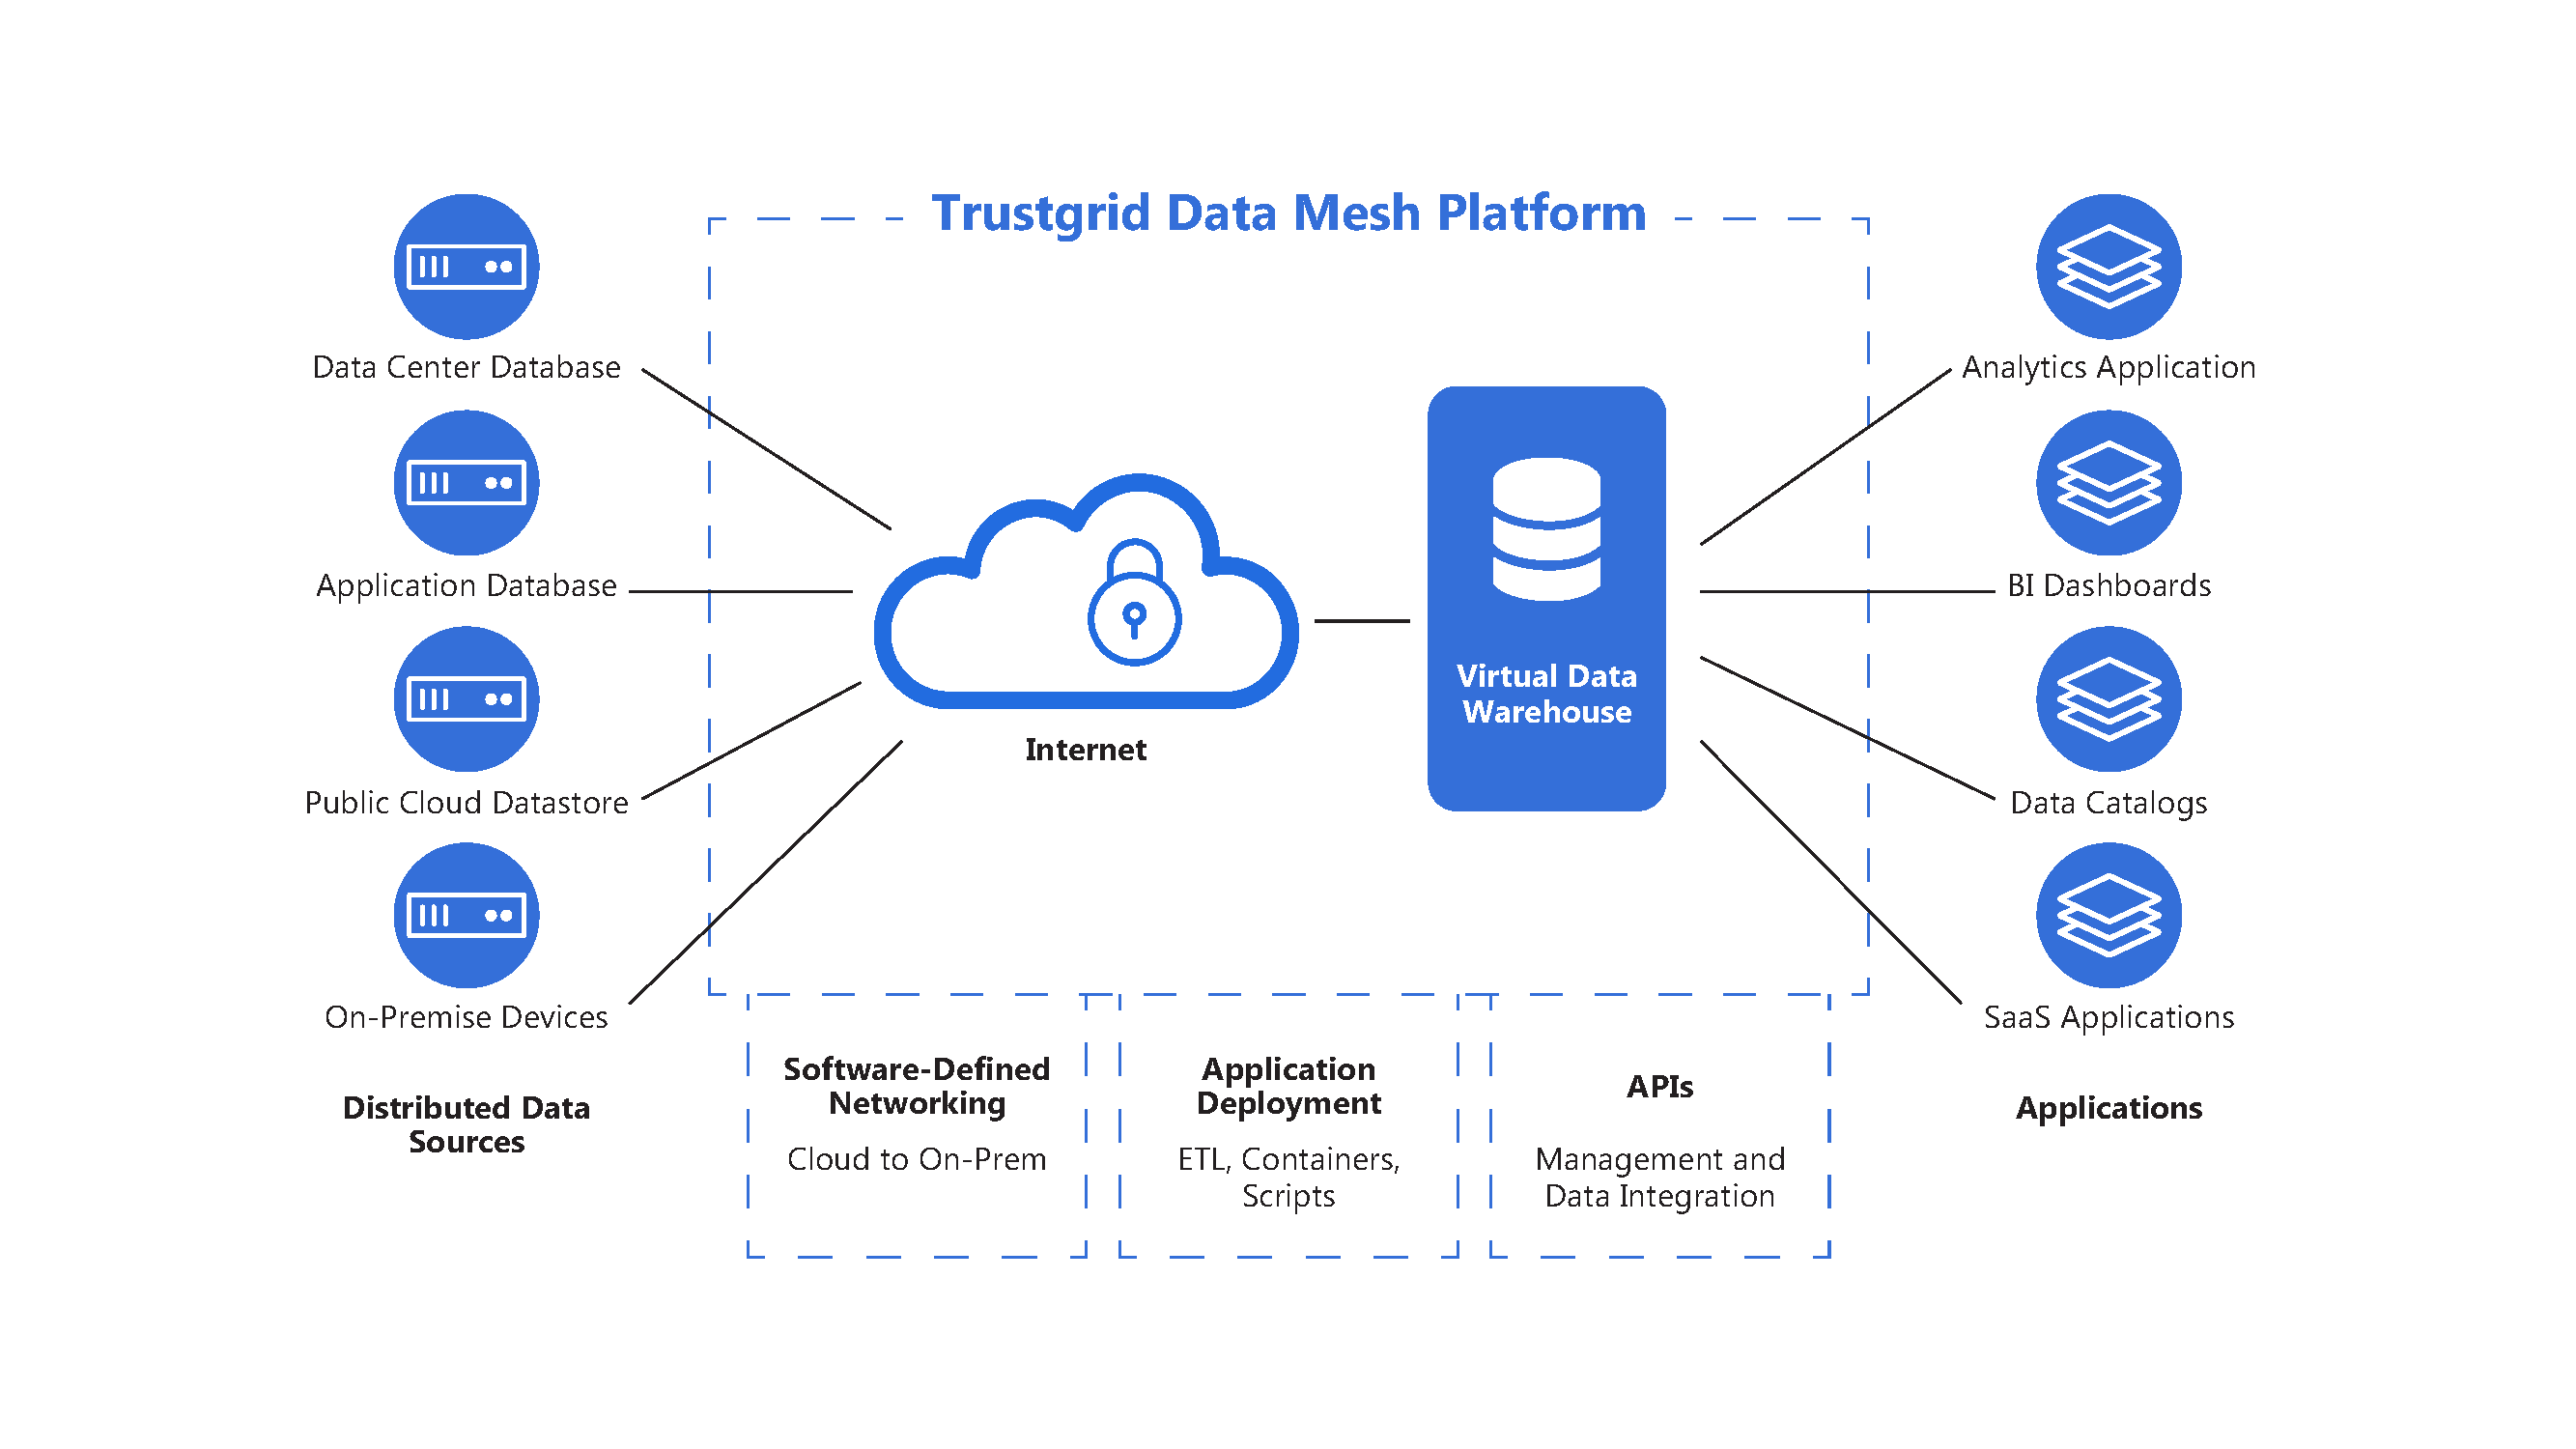 Trustgrid Data Mesh Platform
Data Center Database
Application Database
Public Cloud Datastore
On-Premise Devices
Distributed Data
Sources
Internet
Virtual Data
Warehouse
Software-Defined
Networking
Cloud to On-Prem
Application
Deployment
ETL, Containers,
Scripts
APIs
Management and
Data Integration
Analytics Application
BI Dashboards
Data Catalogs
SaaS Applications
Applications